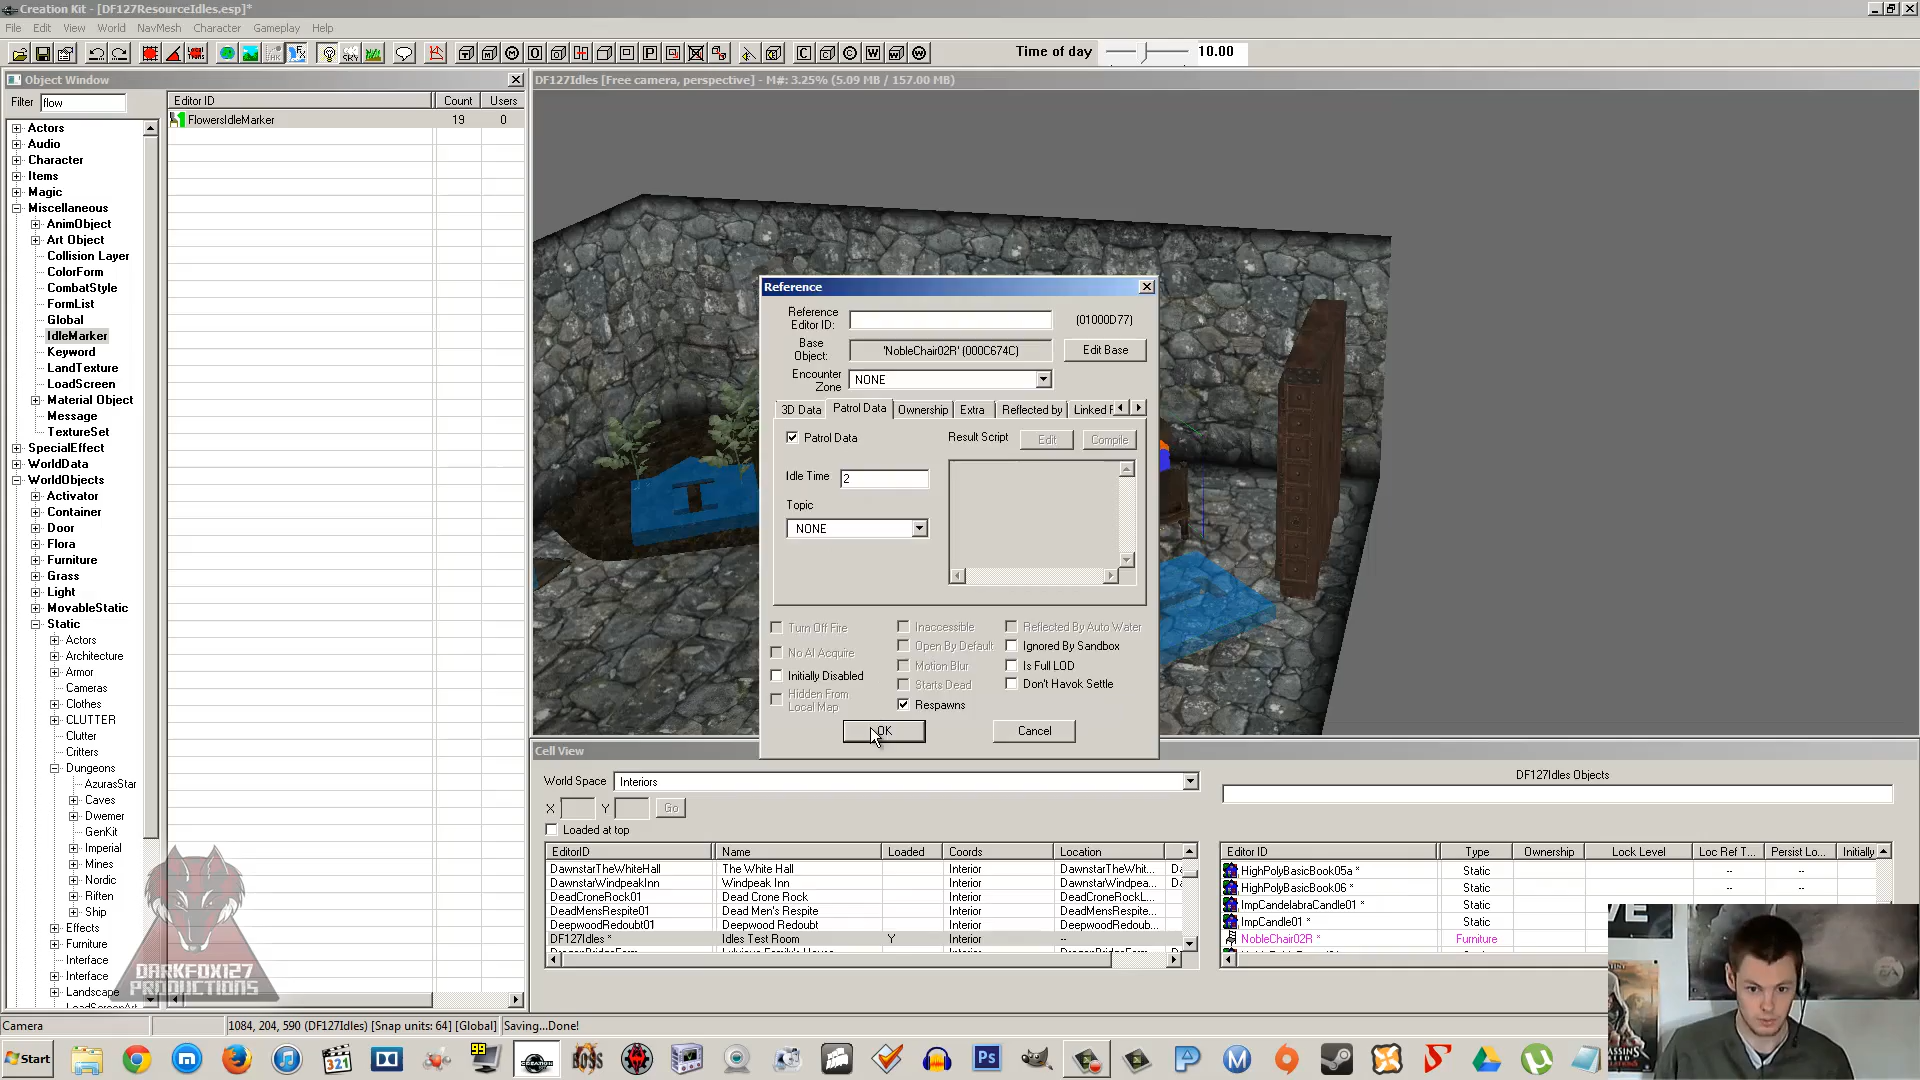 Creation Kit - [DF127ResourceIdles.esp]*
File Edit View World NavMesh Character Gameplay Help
Time of day 10.00
Object Window
DF127Idles [Free camera, perspective] - M#: 3.25% (5.09 MB / 157.00 MB)
Filter flow
Editor ID Count Users
FlowersIdleMarker 19 0
Actors
Audio
Character
Items
Magic
Miscellaneous
AnimObject
Art Object
Collision Layer
ColorForm
CombatStyle
FormList
Global
IdleMarker
Keyword
LandTexture
LoadScreen
Material Object
Message
TextureSet
SpecialEffect
WorldData
WorldObjects
Activator
Container
Door
Flora
Furniture
Grass
Light
MovableStatic
Static
Actors
Architecture
Armor
Cameras
Clothes
CLUTTER
Clutter
Critters
Dungeons
AzurasStar
Caves
Dwemer
GenKit
Imperial
Mines
Nordic
Riften
Ship
Effects
Furniture
Interface
Interface
Landscape
DARKFOX127
PRODUCTIONS
Reference
Reference Editor ID: (01000D77)
Base Object: 'NobleChair02R' (000C674C) Edit Base
Encounter Zone NONE
3D Data Patrol Data Ownership Extra Reflected by Linked R
Patrol Data Result Script Edit Compile
Idle Time 2
Topic
NONE
Turn Off Fire Inaccessible Reflected By Auto Water
No AI Acquire Open By Default Ignored By Sandbox
Initially Disabled Motion Blur Is Full LOD
Hidden From Local Map Starts Dead Don't Havok Settle
Respawns
OK Cancel
Cell View
World Space Interiors
X Y Go
Loaded at top
EditorID Name Loaded Coords Location
DawnstarTheWhiteHall The White Hall Interior DawnstarTheWhit...
DawnstarWindpeakInn Windpeak Inn Interior DawnstarWindpea...
DeadCroneRock01 Dead Crone Rock Interior DeadCroneRockL...
DeadMensRespite01 Dead Men's Respite Interior DeadMensRespite...
DeepwoodRedoubt01 Deepwood Redoubt Interior DeepwoodRedoub...
DF127Idles * Idles Test Room Y Interior --
DF127Idles Objects
Editor ID Type Ownership Lock Level Loc Ref T... Persist Lo... Initially
HighPolyBasicBook05a * Static -- --
HighPolyBasicBook06 * Static -- --
ImpCandelabraCandle01 * Static
ImpCandle01 * Static
NobleChair02R * Furniture
Camera 1084, 204, 590 (DF127Idles) [Snap units: 64] [Global] Saving...Done!
Start